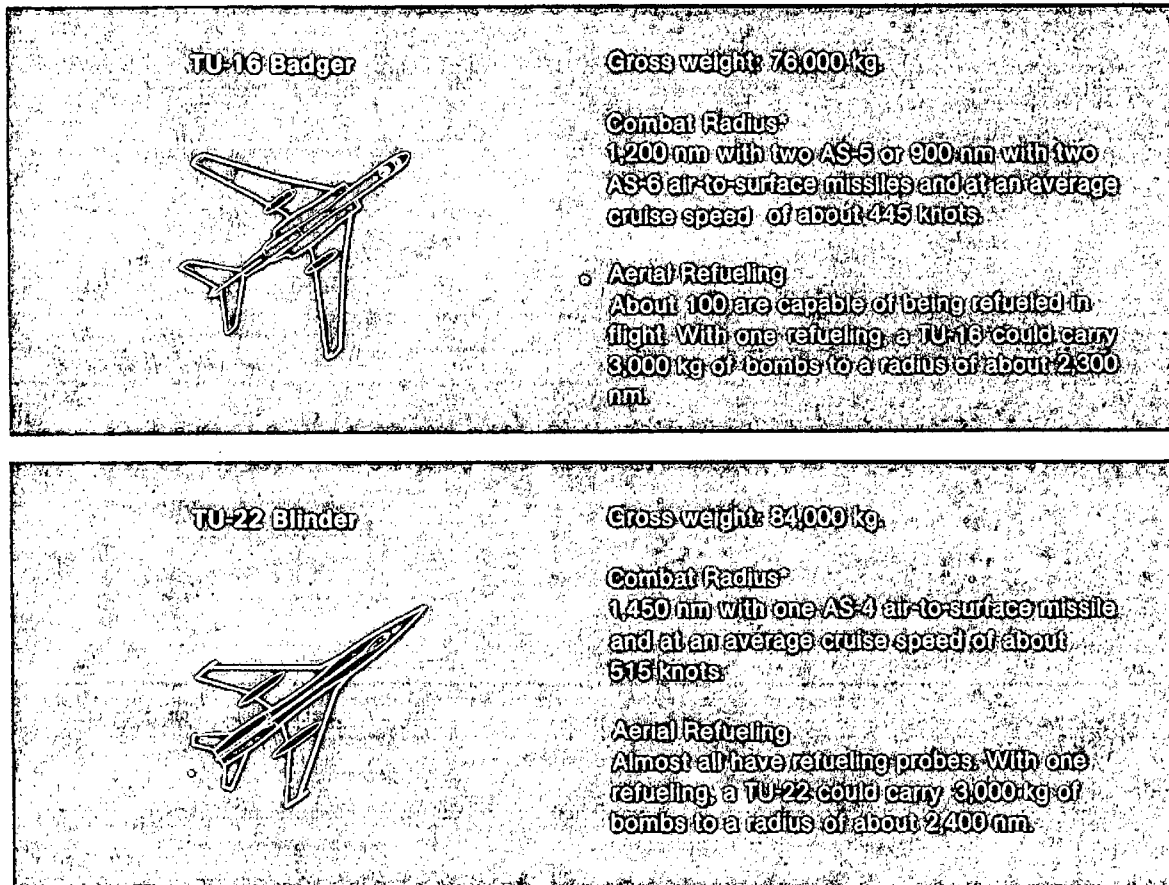 TU-16 Badger
Gross weight: 76,000 kg.
Combat Radius*
1,200 nm with two AS-5 or 900 nm with two
AS-6 air-to-surface missiles and at an average
cruise speed of about 445 knots.
Aerial Refueling
About 100 are capable of being refueled in
flight. With one refueling, a TU-16 could carry
3,000 kg of bombs to a radius of about 2,300
nm.
TU-22 Blinder
Gross weight: 84,000 kg.
Combat Radius*
1,450 nm with one AS-4 air-to-surface missile
and at an average cruise speed of about
515 knots.
Aerial Refueling
Almost all have refueling probes. With one
refueling, a TU-22 could carry 3,000 kg of
bombs to a radius of about 2,400 nm.